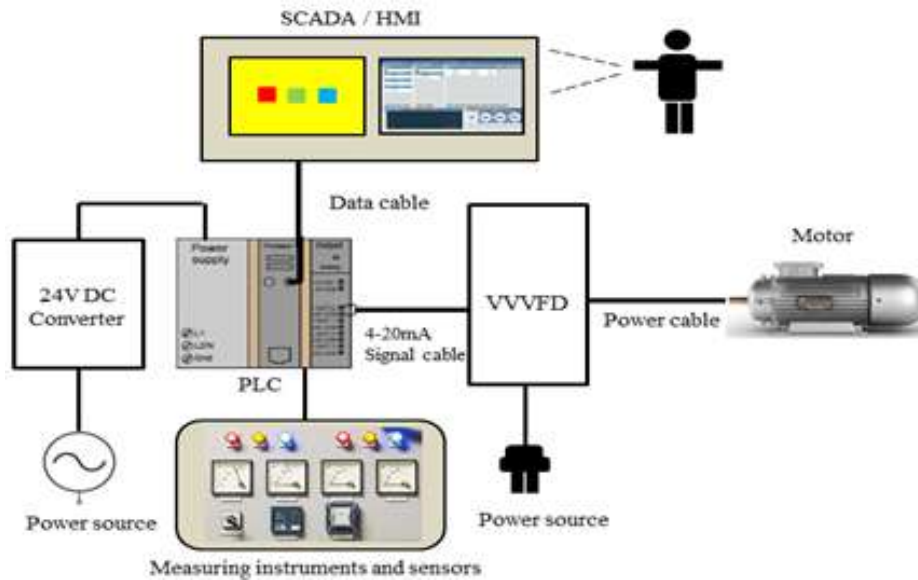 SCADA / HMI
Data cable
Power
supply
Output
24V DC
Converter
VVVFD
Motor
4-20mA
Signal cable
Power cable
PLC
Power source
Power source
Measuring instruments and sensors